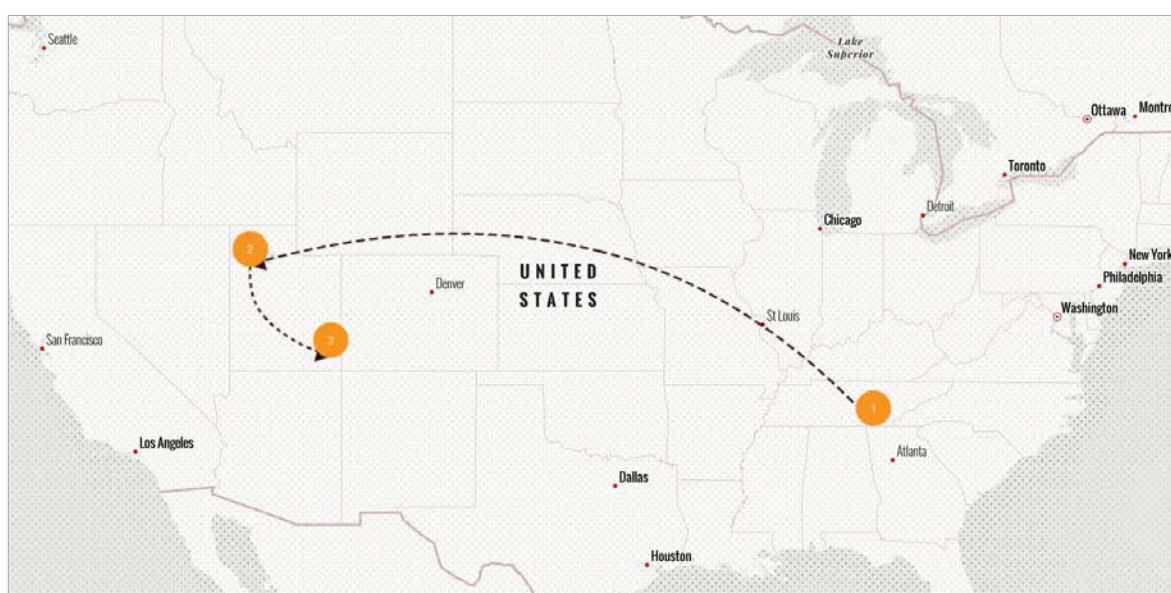 Seattle
Lake
Superior
Ottawa
Montre
Toronto
Detroit
Chicago
New York
Philadelphia
2
UNITED
STATES
Denver
Washington
St Louis
San Francisco
3
1
Los Angeles
Atlanta
Dallas
Houston